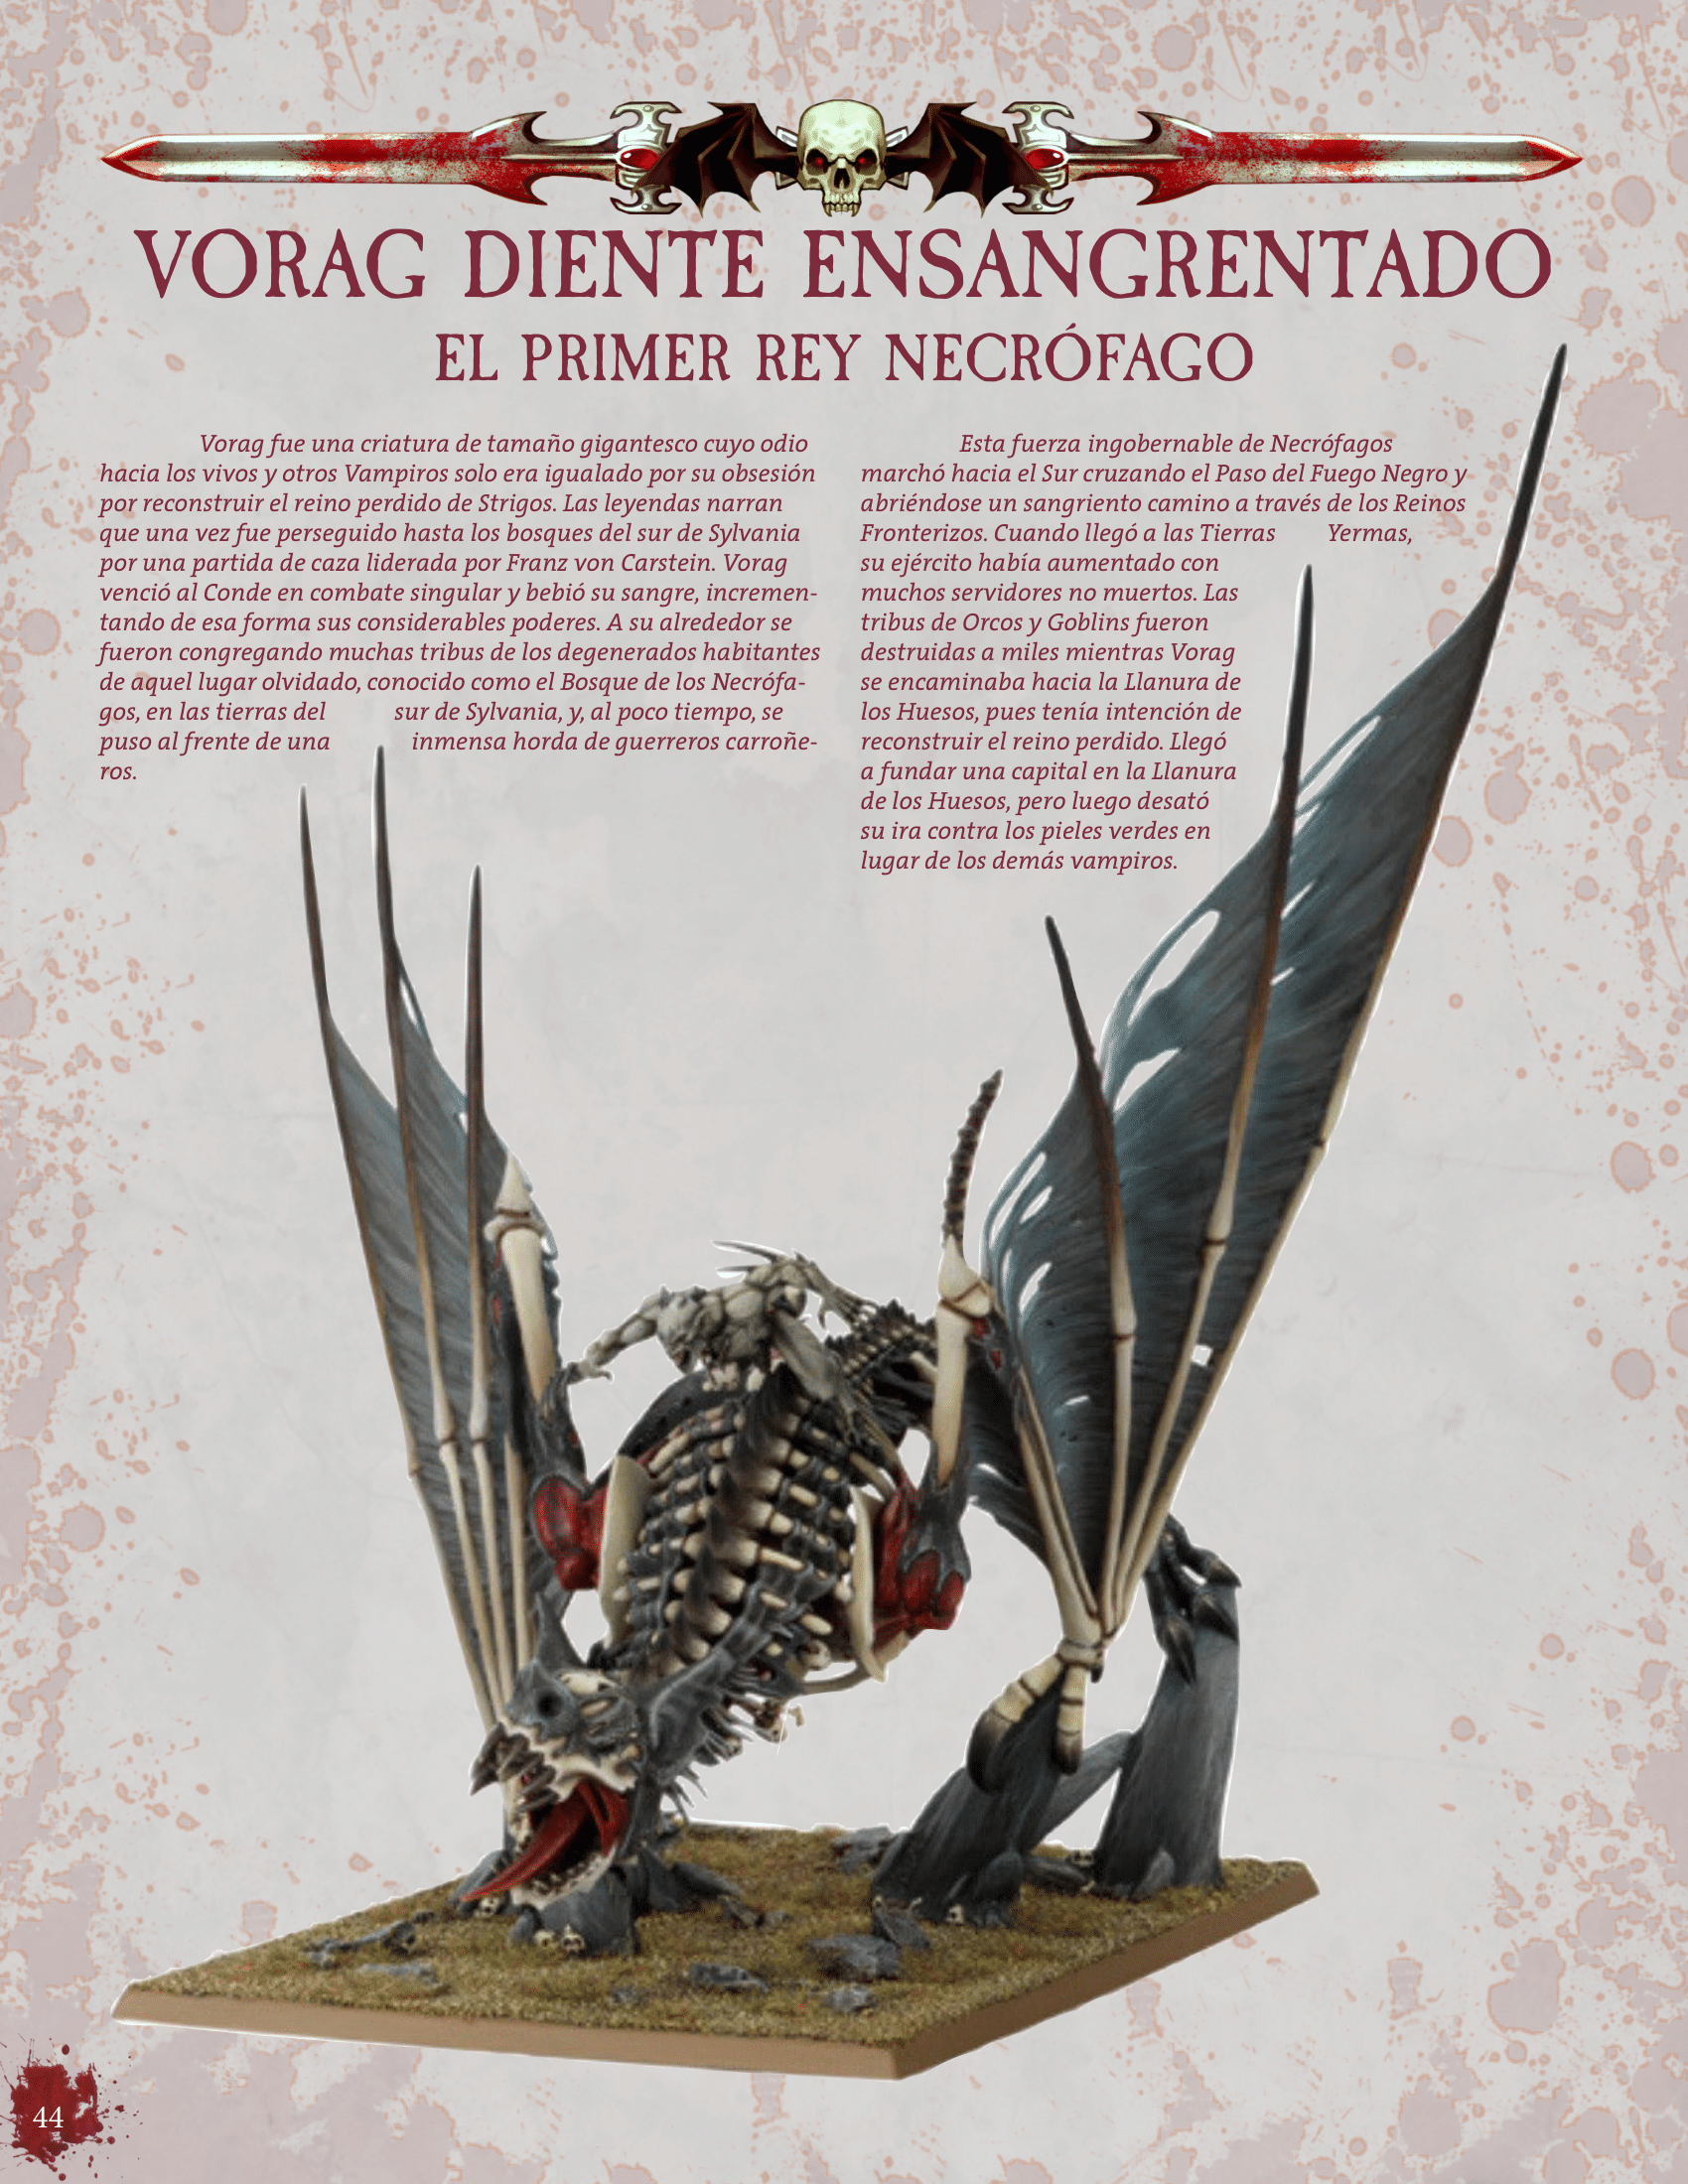 VORAG DIENTE ENSANGRENTADO
EL PRIMER REY NECRÓFAGO
Vorag fue una criatura de tamaño gigantesco cuyo odio
hacia los vivos y otros Vampiros solo era igualado por su obsesión
por reconstruir el reino perdido de Strigos. Las leyendas narran
que una vez fue perseguido hasta los bosques del sur de Sylvania
por una partida de caza liderada por Franz von Carstein. Vorag
venció al Conde en combate singular y bebió su sangre, incremen-
tando de esa forma sus considerables poderes. A su alrededor se
fueron congregando muchas tribus de los degenerados habitantes
de aquel lugar olvidado, conocido como el Bosque de los Necrófa-
gos, en las tierras del sur de Sylvania, y, al poco tiempo, se
puso al frente de una inmensa horda de guerreros carroñe-
ros.
Esta fuerza ingobernable de Necrófagos
marchó hacia el Sur cruzando el Paso del Fuego Negro y
abriéndose un sangriento camino a través de los Reinos
Fronterizos. Cuando llegó a las Tierras Yermas,
su ejército había aumentado con
muchos servidores no muertos. Las
tribus de Orcos y Goblins fueron
destruidas a miles mientras Vorag
se encaminaba hacia la Llanura de
los Huesos, pues tenía intención de
reconstruir el reino perdido. Llegó
a fundar una capital en la Llanura
de los Huesos, pero luego desató
su ira contra los pieles verdes en
lugar de los demás vampiros.
44